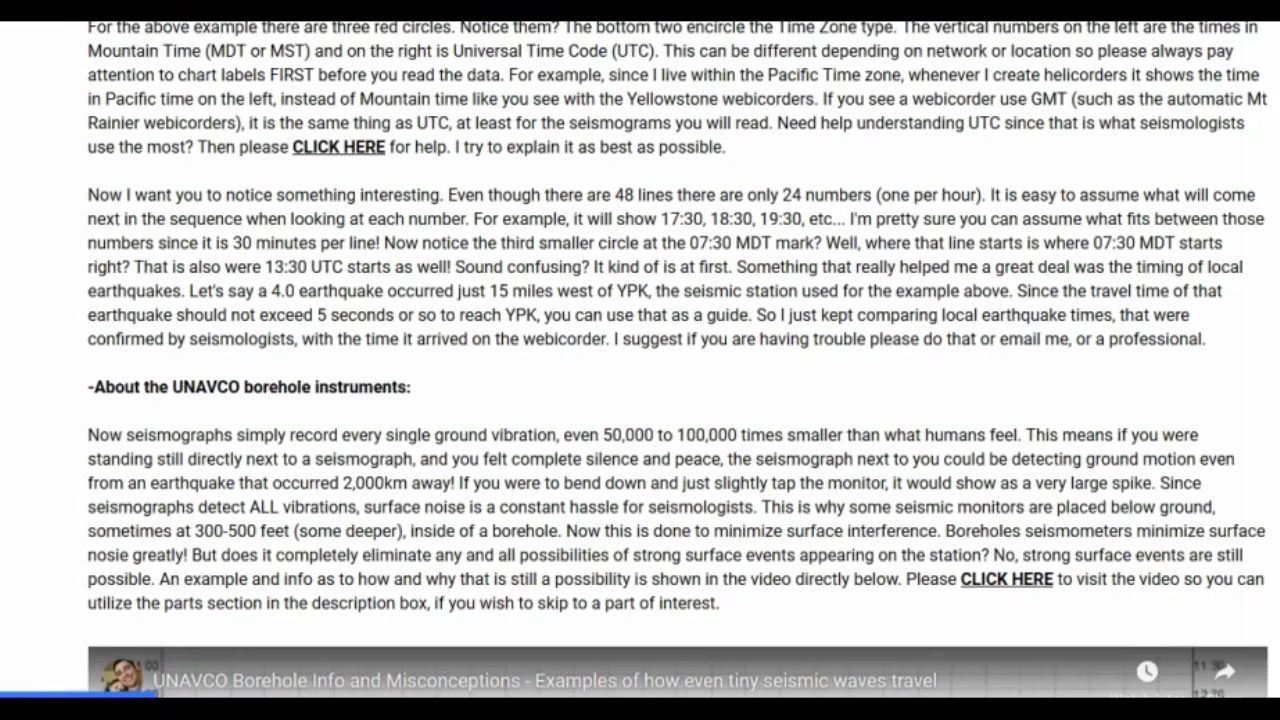 For the above example there are three red circles. Notice them? The bottom two encircle the Time Zone type. The vertical numbers on the left are the times in
Mountain Time (MDT or MST) and on the right is Universal Time Code (UTC). This can be different depending on network or location so please always pay
attention to chart labels FIRST before you read the data. For example, since I live within the Pacific Time zone, whenever I create helicorders it shows the time
in Pacific time on the left, instead of Mountain time like you see with the Yellowstone webicorders. If you see a webicorder use GMT (such as the automatic Mt
Rainier webicorders), it is the same thing as UTC, at least for the seismograms you will read. Need help understanding UTC since that is what seismologists
use the most? Then please CLICK HERE for help. I try to explain it as best as possible.
Now I want you to notice something interesting. Even though there are 48 lines there are only 24 numbers (one per hour). It is easy to assume what will come
next in the sequence when looking at each number. For example, it will show 17:30, 18:30, 19:30, etc... I'm pretty sure you can assume what fits between those
numbers since it is 30 minutes per line! Now notice the third smaller circle at the 07:30 MDT mark? Well, where that line starts is where 07:30 MDT starts
right? That is also were 13:30 UTC starts as well! Sound confusing? It kind of is at first. Something that really helped me a great deal was the timing of local
earthquakes. Let's say a 4.0 earthquake occurred just 15 miles west of YPK, the seismic station used for the example above. Since the travel time of that
earthquake should not exceed 5 seconds or so to reach YPK, you can use that as a guide. So I just kept comparing local earthquake times, that were
confirmed by seismologists, with the time it arrived on the webicorder. I suggest if you are having trouble please do that or email me, or a professional.
-About the UNAVCO borehole instruments:
Now seismographs simply record every single ground vibration, even 50,000 to 100,000 times smaller than what humans feel. This means if you were
standing still directly next to a seismograph, and you felt complete silence and peace, the seismograph next to you could be detecting ground motion even
from an earthquake that occurred 2,000km away! If you were to bend down and just slightly tap the monitor, it would show as a very large spike. Since
seismographs detect ALL vibrations, surface noise is a constant hassle for seismologists. This is why some seismic monitors are placed below ground,
sometimes at 300-500 feet (some deeper), inside of a borehole. Now this is done to minimize surface interference. Boreholes seismometers minimize surface
nosie greatly! But does it completely eliminate any and all possibilities of strong surface events appearing on the station? No, strong surface events are still
possible. An example and info as to how and why that is still a possibility is shown in the video directly below. Please CLICK HERE to visit the video so you can
utilize the parts section in the description box, if you wish to skip to a part of interest.
UNAVCO Borehole Info and Misconceptions - Examples of how even tiny seismic waves travel